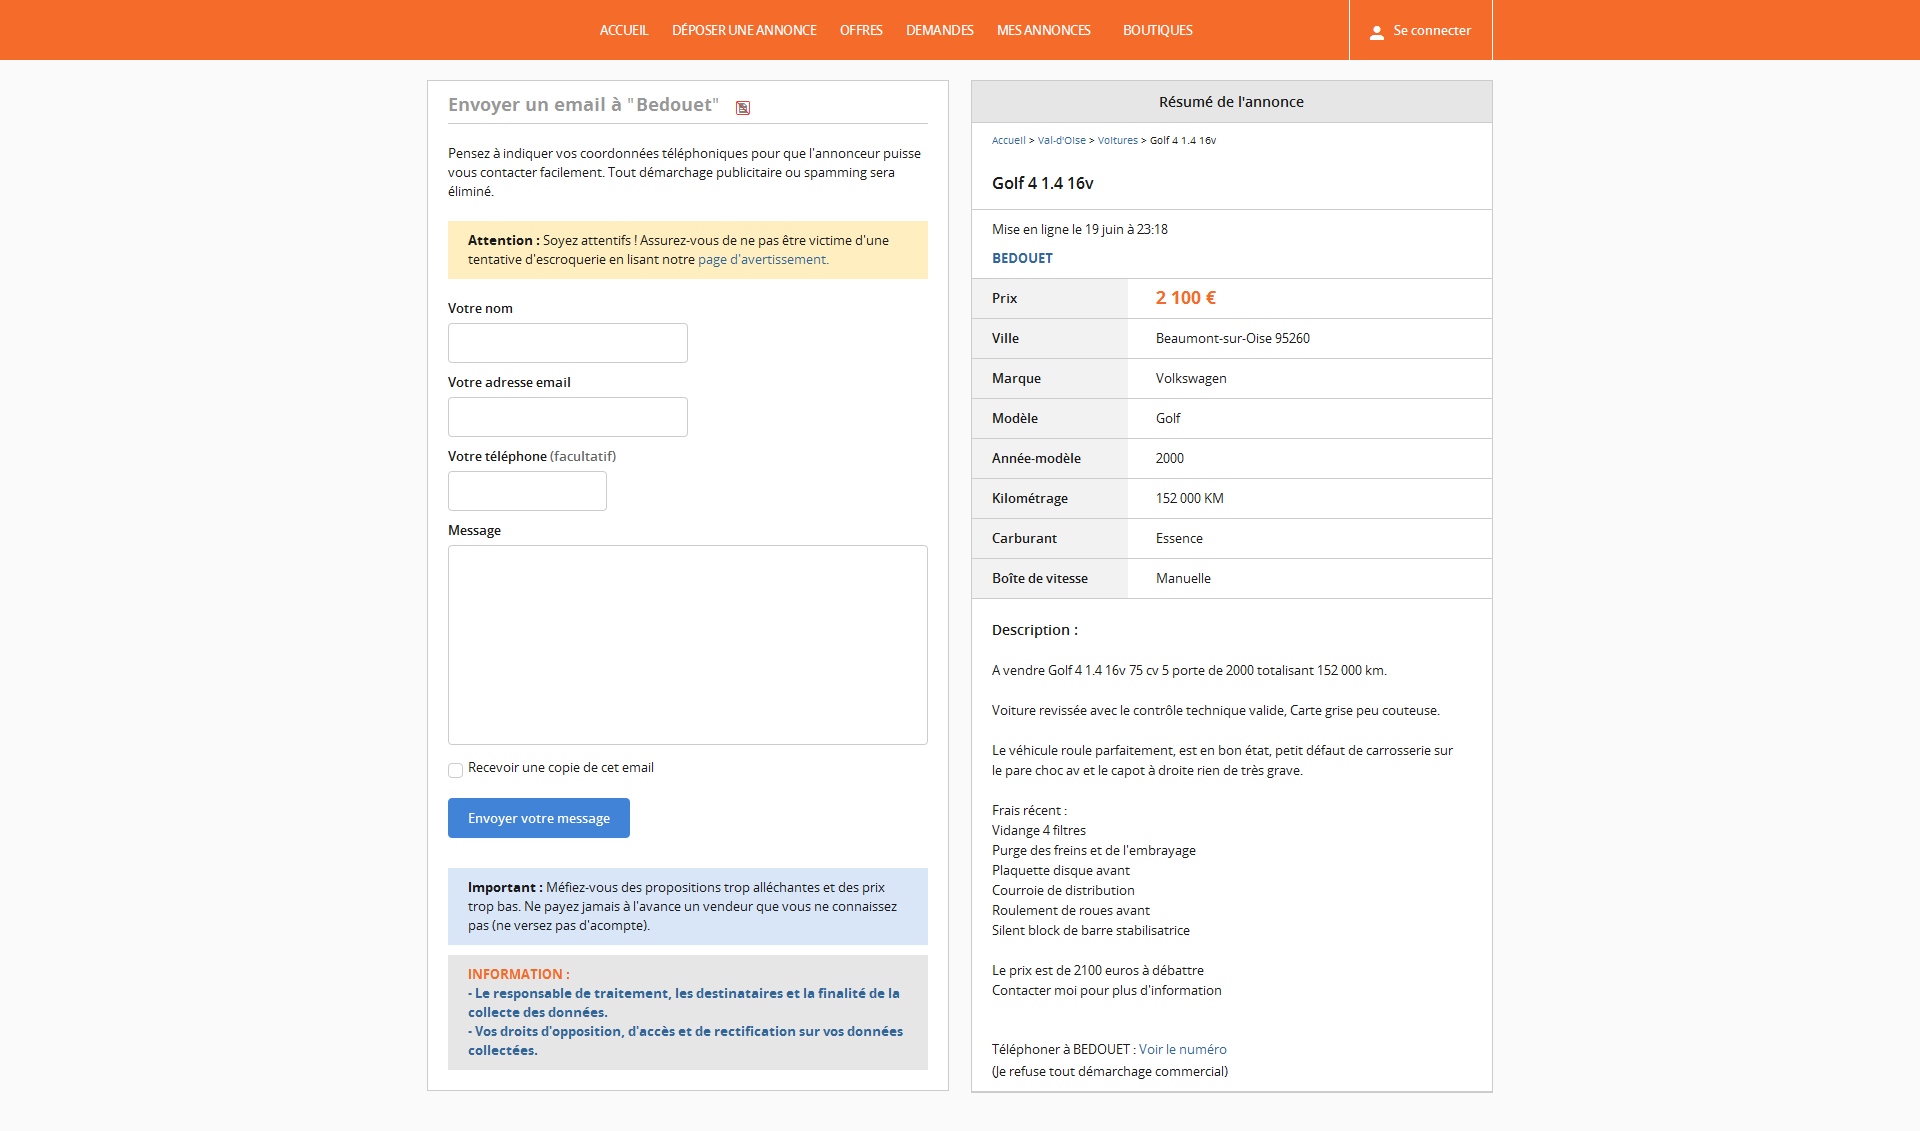 ACCUEIL DÉPOSER UNE ANNONCE OFFRES DEMANDES MES ANNONCES BOUTIQUES Se connecter
Envoyer un email à "Bedouet"
Pensez à indiquer vos coordonnées téléphoniques pour que l'annonceur puisse
vous contacter facilement. Tout démarchage publicitaire ou spamming sera
éliminé.
Attention : Soyez attentifs ! Assurez-vous de ne pas être victime d'une
tentative d'escroquerie en lisant notre page d'avertissement.
Votre nom
Votre adresse email
Votre téléphone (facultatif)
Message
Recevoir une copie de cet email
Envoyer votre message
Important : Méfiez-vous des propositions trop alléchantes et des prix
trop bas. Ne payez jamais à l'avance un vendeur que vous ne connaissez
pas (ne versez pas d'acompte).
INFORMATION :
- Le responsable de traitement, les destinataires et la finalité de la
collecte des données.
- Vos droits d'opposition, d'accès et de rectification sur vos données
collectées.
Résumé de l'annonce
Accueil > Val-d'Oise > Voitures > Golf 4 1.4 16v
Golf 4 1.4 16v
Mise en ligne le 19 juin à 23:18
BEDOUET
Prix 2 100 €
Ville Beaumont-sur-Oise 95260
Marque Volkswagen
Modèle Golf
Année-modèle 2000
Kilométrage 152 000 KM
Carburant Essence
Boîte de vitesse Manuelle
Description :
A vendre Golf 4 1.4 16v 75 cv 5 porte de 2000 totalisant 152 000 km.
Voiture revissée avec le contrôle technique valide, Carte grise peu couteuse.
Le véhicule roule parfaitement, est en bon état, petit défaut de carrosserie sur
le pare choc av et le capot à droite rien de très grave.
Frais récent :
Vidange 4 filtres
Purge des freins et de l'embrayage
Plaquette disque avant
Courroie de distribution
Roulement de roues avant
Silent block de barre stabilisatrice
Le prix est de 2100 euros à débattre
Contacter moi pour plus d'information
Téléphoner à BEDOUET : Voir le numéro
(Je refuse tout démarchage commercial)